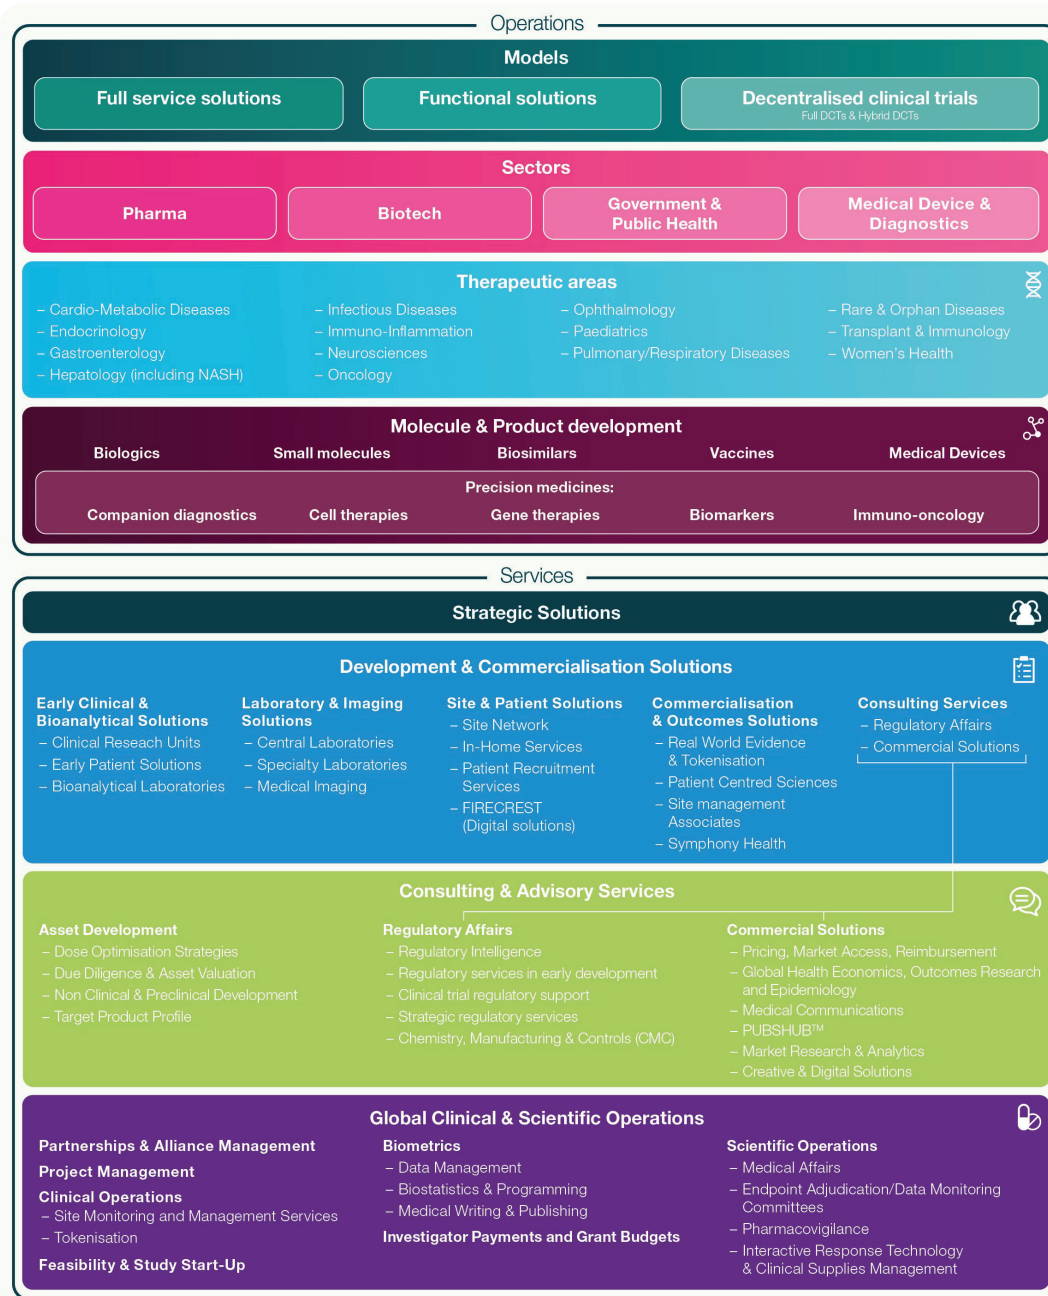 Operations
Models
Full service solutions
Functional solutions
Decentralised clinical trials
Full DCTs & Hybrid DCTs
Sectors
Pharma
Biotech
Government &
Public Health
Medical Device &
Diagnostics
Therapeutic areas
– Cardio-Metabolic Diseases
– Endocrinology
– Gastroenterology
– Hepatology (including NASH)
– Infectious Diseases
– Immuno-Inflammation
– Neurosciences
– Oncology
– Ophthalmology
– Paediatrics
– Pulmonary/Respiratory Diseases
– Rare & Orphan Diseases
– Transplant & Immunology
– Women's Health
Molecule & Product development
Biologics
Small molecules
Biosimilars
Vaccines
Medical Devices
Precision medicines:
Companion diagnostics
Cell therapies
Gene therapies
Biomarkers
Immuno-oncology
Services
Strategic Solutions
Development & Commercialisation Solutions
Early Clinical &
Bioanalytical Solutions
– Clinical Reseach Units
– Early Patient Solutions
– Bioanalytical Laboratories
Laboratory & Imaging
Solutions
– Central Laboratories
– Specialty Laboratories
– Medical Imaging
Site & Patient Solutions
– Site Network
– In-Home Services
– Patient Recruitment
Services
– FIRECREST
(Digital solutions)
Commercialisation
& Outcomes Solutions
– Real World Evidence
& Tokenisation
– Patient Centred Sciences
– Site management
Associates
– Symphony Health
Consulting Services
– Regulatory Affairs
– Commercial Solutions
Consulting & Advisory Services
Asset Development
– Dose Optimisation Strategies
– Due Diligence & Asset Valuation
– Non Clinical & Preclinical Development
– Target Product Profile
Regulatory Affairs
– Regulatory Intelligence
– Regulatory services in early development
– Clinical trial regulatory support
– Strategic regulatory services
– Chemistry, Manufacturing & Controls (CMC)
Commercial Solutions
– Pricing, Market Access, Reimbursement
– Global Health Economics, Outcomes Research
and Epidemiology
– Medical Communications
– PUBSHUB™
– Market Research & Analytics
– Creative & Digital Solutions
Global Clinical & Scientific Operations
Partnerships & Alliance Management
Project Management
Clinical Operations
– Site Monitoring and Management Services
– Tokenisation
Feasibility & Study Start-Up
Biometrics
– Data Management
– Biostatistics & Programming
– Medical Writing & Publishing
Investigator Payments and Grant Budgets
Scientific Operations
– Medical Affairs
– Endpoint Adjudication/Data Monitoring
Committees
– Pharmacovigilance
– Interactive Response Technology
& Clinical Supplies Management